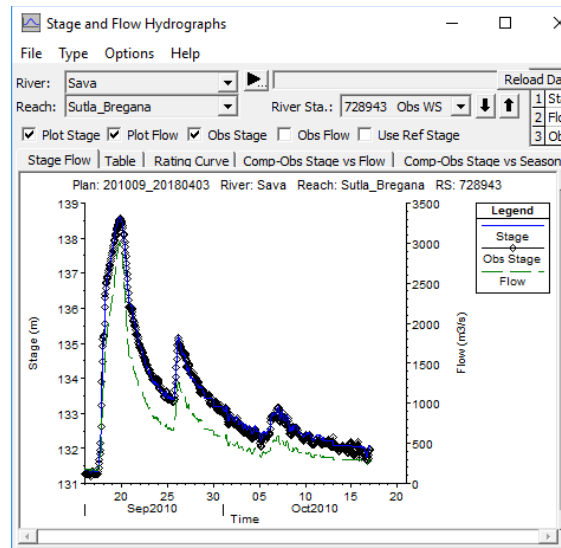 Stage and Flow Hydrographs
File Type Options Help
River: Sava Reload Da
Reach: Sutla_Bregana River Sta.: 728943 Obs WS
1 Sta
2 Flo
3 Ob
Plot Stage Plot Flow Obs Stage Obs Flow Use Ref Stage
Stage Flow Table Rating Curve Comp-Obs Stage vs Flow Comp-Obs Stage vs Season
Plan: 201009_20180403 River: Sava Reach: Sutla_Bregana RS: 728943
Legend
Stage
Obs Stage
Flow
Stage (m)
139
138
137
136
135
134
133
132
131
3500
3000
2500
2000
1500
1000
500
0
Flow (m3/s)
20 25 30 05 10 15 20
Sep2010 Oct2010
Time